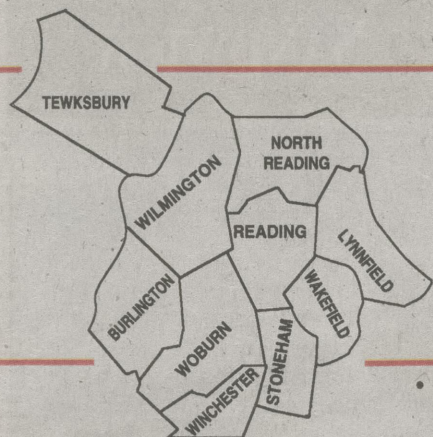 TEWKSBURY
NORTH
READING
WILMINGTON
READING
LYNNFIELD
BURLINGTON
WAKEFIELD
WOBURN
STONEHAM
WINCHESTER